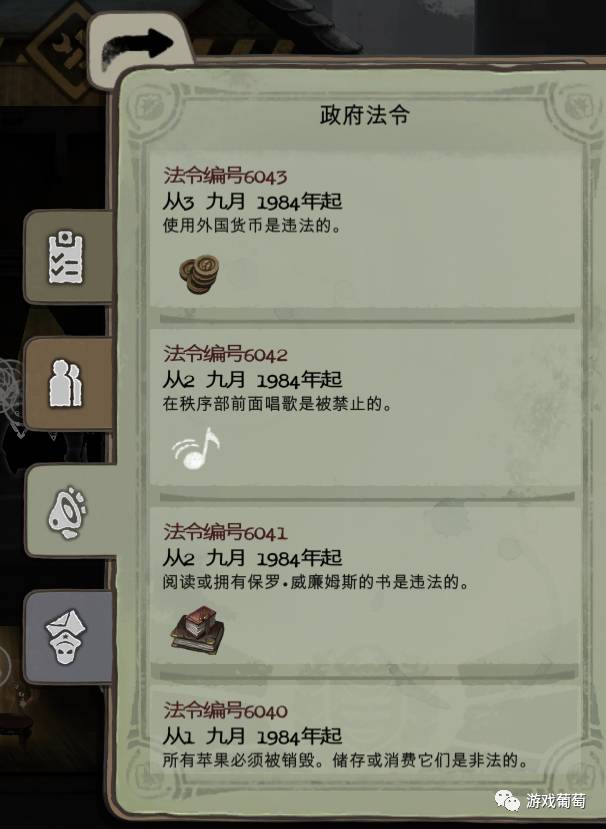 政府法令
法令编号6043
从3 九月 1984年起
使用外国货币是违法的。
法令编号6042
从2 九月 1984年起
在秩序部前面唱歌是被禁止的。
法令编号6041
从2 九月 1984年起
阅读或拥有保罗•威廉姆斯的书是违法的。
法令编号6040
从1 九月 1984年起
所有苹果必须被销毁。储存或消费它们是非法的。
游戏葡萄